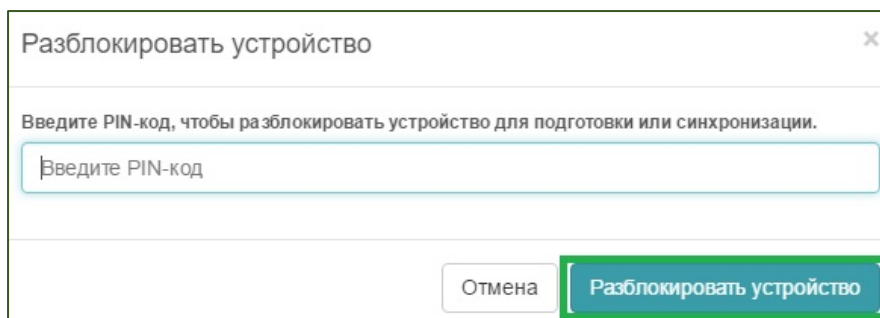 Разблокировать устройство ×
Введите PIN-код, чтобы разблокировать устройство для подготовки или синхронизации.
Введите PIN-код
Отмена Разблокировать устройство